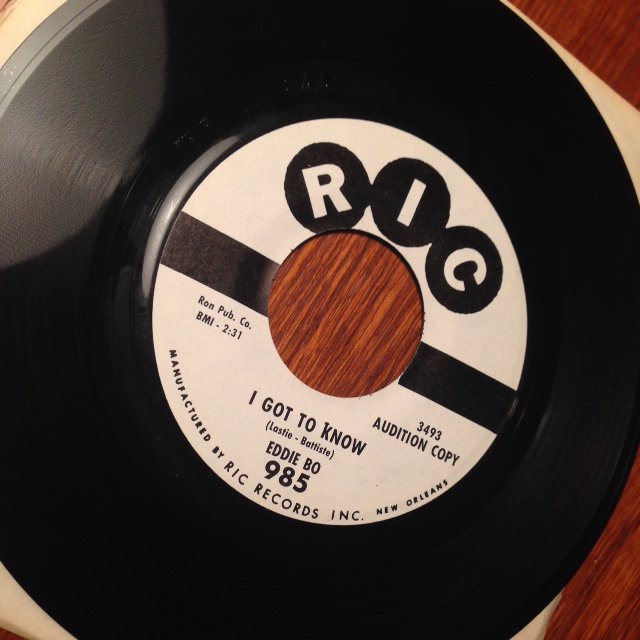 RIC
Ron Pub. Co.
BMI - 2:31
I GOT TO KNOW
(Lastie - Battiste)
EDDIE BO
985
3493
AUDITION COPY
MANUFACTURED BY RIC RECORDS INC. NEW ORLEANS